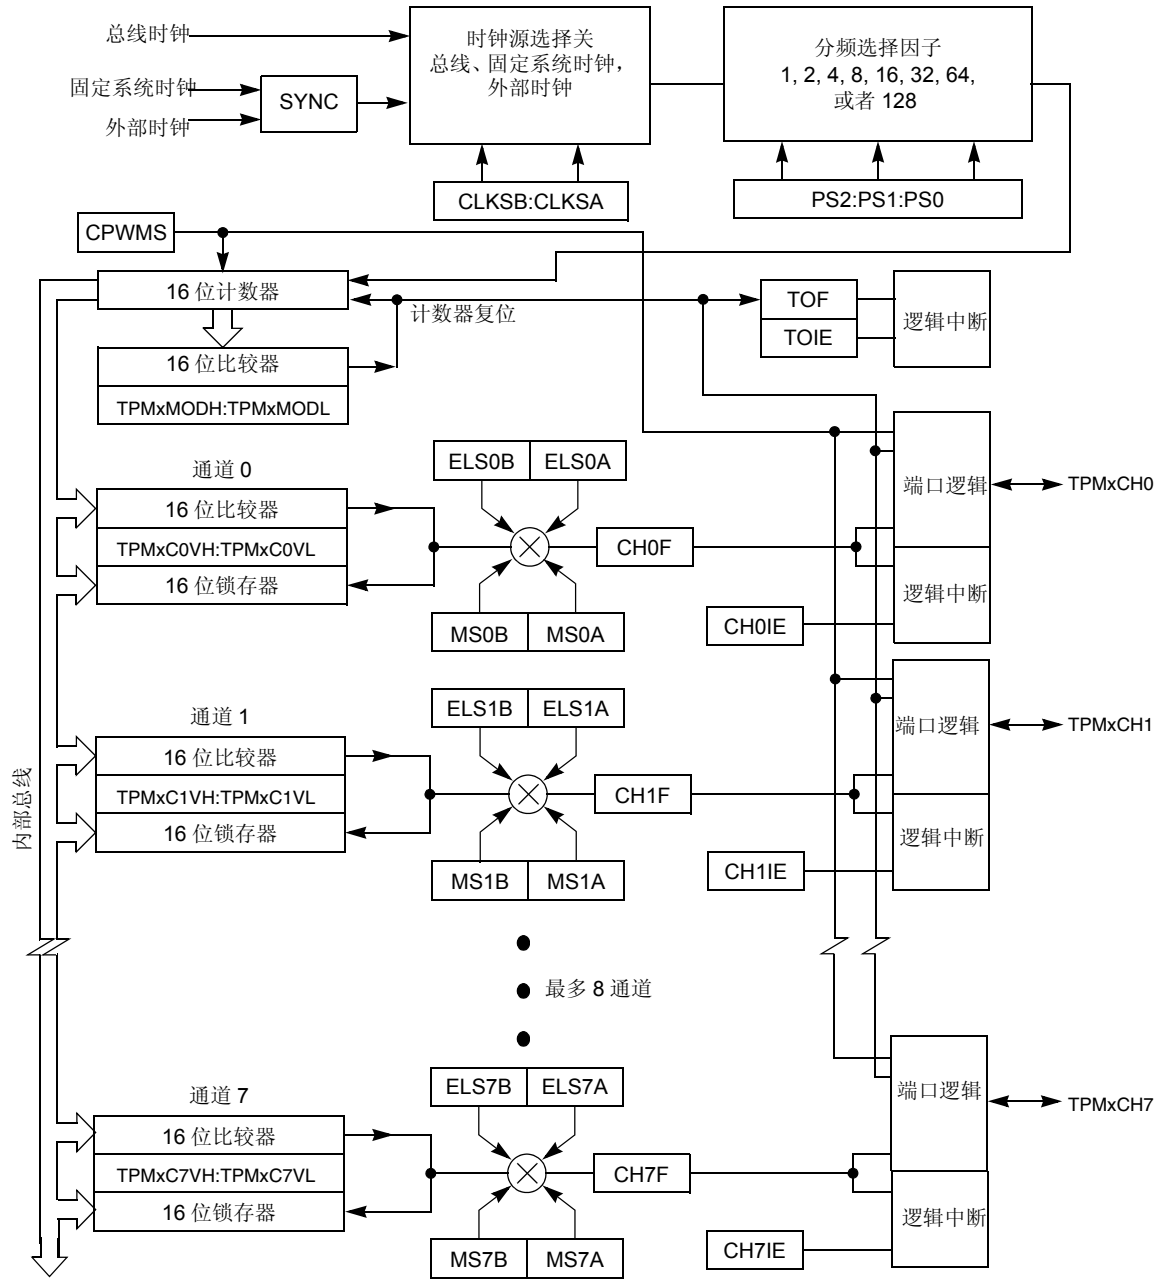 总线时钟
固定系统时钟
外部时钟
SYNC
时钟源选择关
总线、固定系统时钟，
外部时钟
分频选择因子
1, 2, 4, 8, 16, 32, 64,
或者 128
CLKSB:CLKSA
PS2:PS1:PS0
CPWMS
16 位计数器
计数器复位
TOF
TOIE
逻辑中断
16 位比较器
TPMxMODH:TPMxMODL
通道 0
ELS0B
ELS0A
16 位比较器
TPMxC0VH:TPMxC0VL
16 位锁存器
CH0F
MS0B
MS0A
CH0IE
端口逻辑
逻辑中断
TPMxCH0
通道 1
ELS1B
ELS1A
16 位比较器
TPMxC1VH:TPMxC1VL
16 位锁存器
CH1F
MS1B
MS1A
CH1IE
端口逻辑
逻辑中断
TPMxCH1
内部总线
最多 8 通道
通道 7
ELS7B
ELS7A
16 位比较器
TPMxC7VH:TPMxC7VL
16 位锁存器
CH7F
MS7B
MS7A
CH7IE
端口逻辑
逻辑中断
TPMxCH7